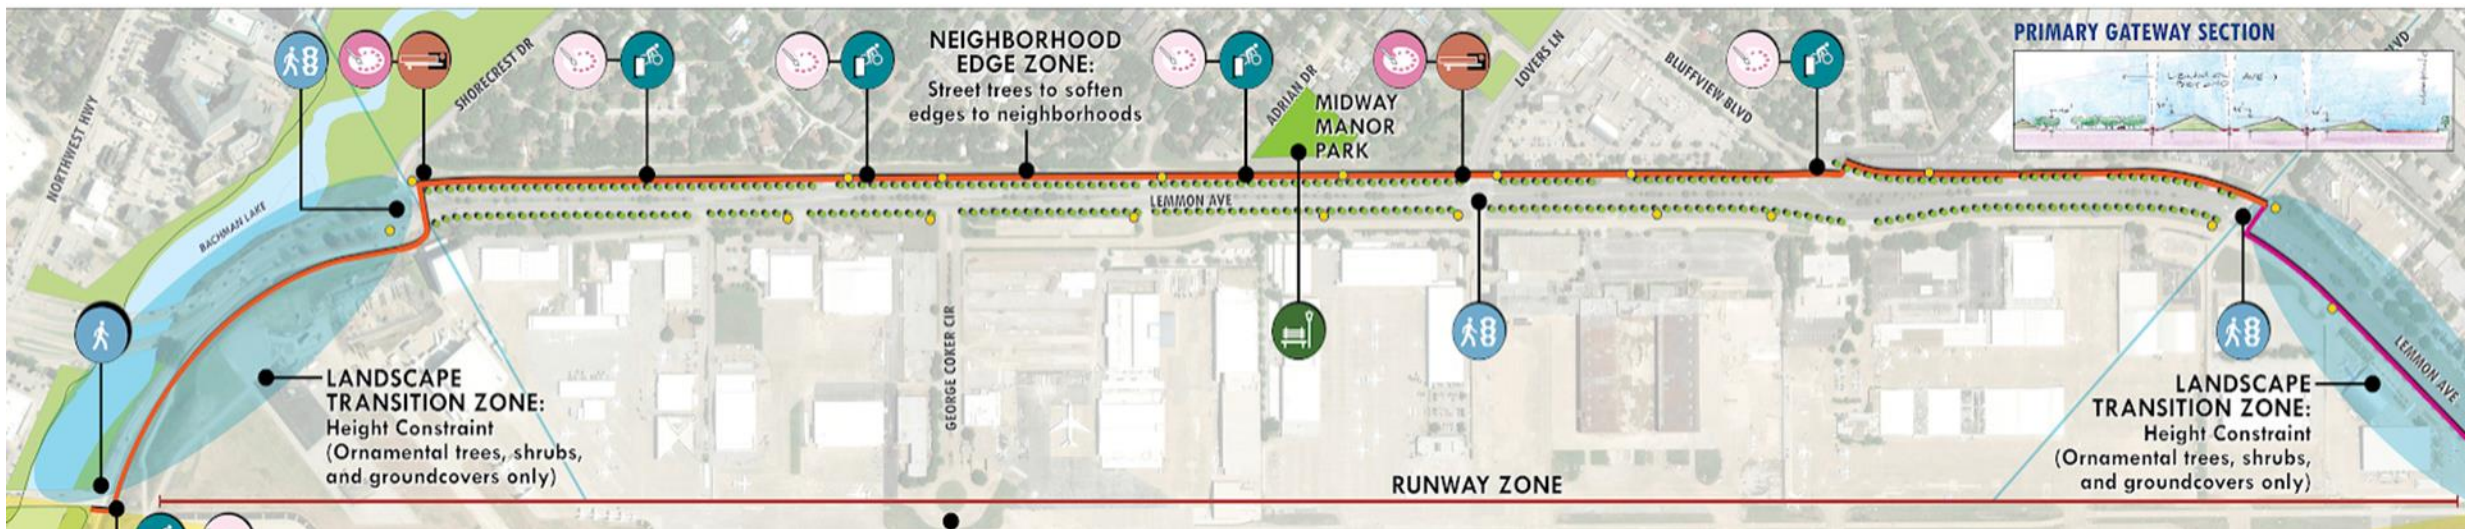 NORTHWEST HWY
BACHMAN LAKE
SHORECREST DR
NEIGHBORHOOD
EDGE ZONE:
Street trees to soften
edges to neighborhoods
ADRIAN DR
MIDWAY
MANOR
PARK
LOVERS LN
BLUFFVIEW BLVD
PRIMARY GATEWAY SECTION
AVE
BLVD
LEMMON AVE
GEORGE COKER CIR
LANDSCAPE
TRANSITION ZONE:
Height Constraint
(Ornamental trees, shrubs,
and groundcovers only)
LANDSCAPE
TRANSITION ZONE:
Height Constraint
(Ornamental trees, shrubs,
and groundcovers only)
LEMMON AVE
RUNWAY ZONE